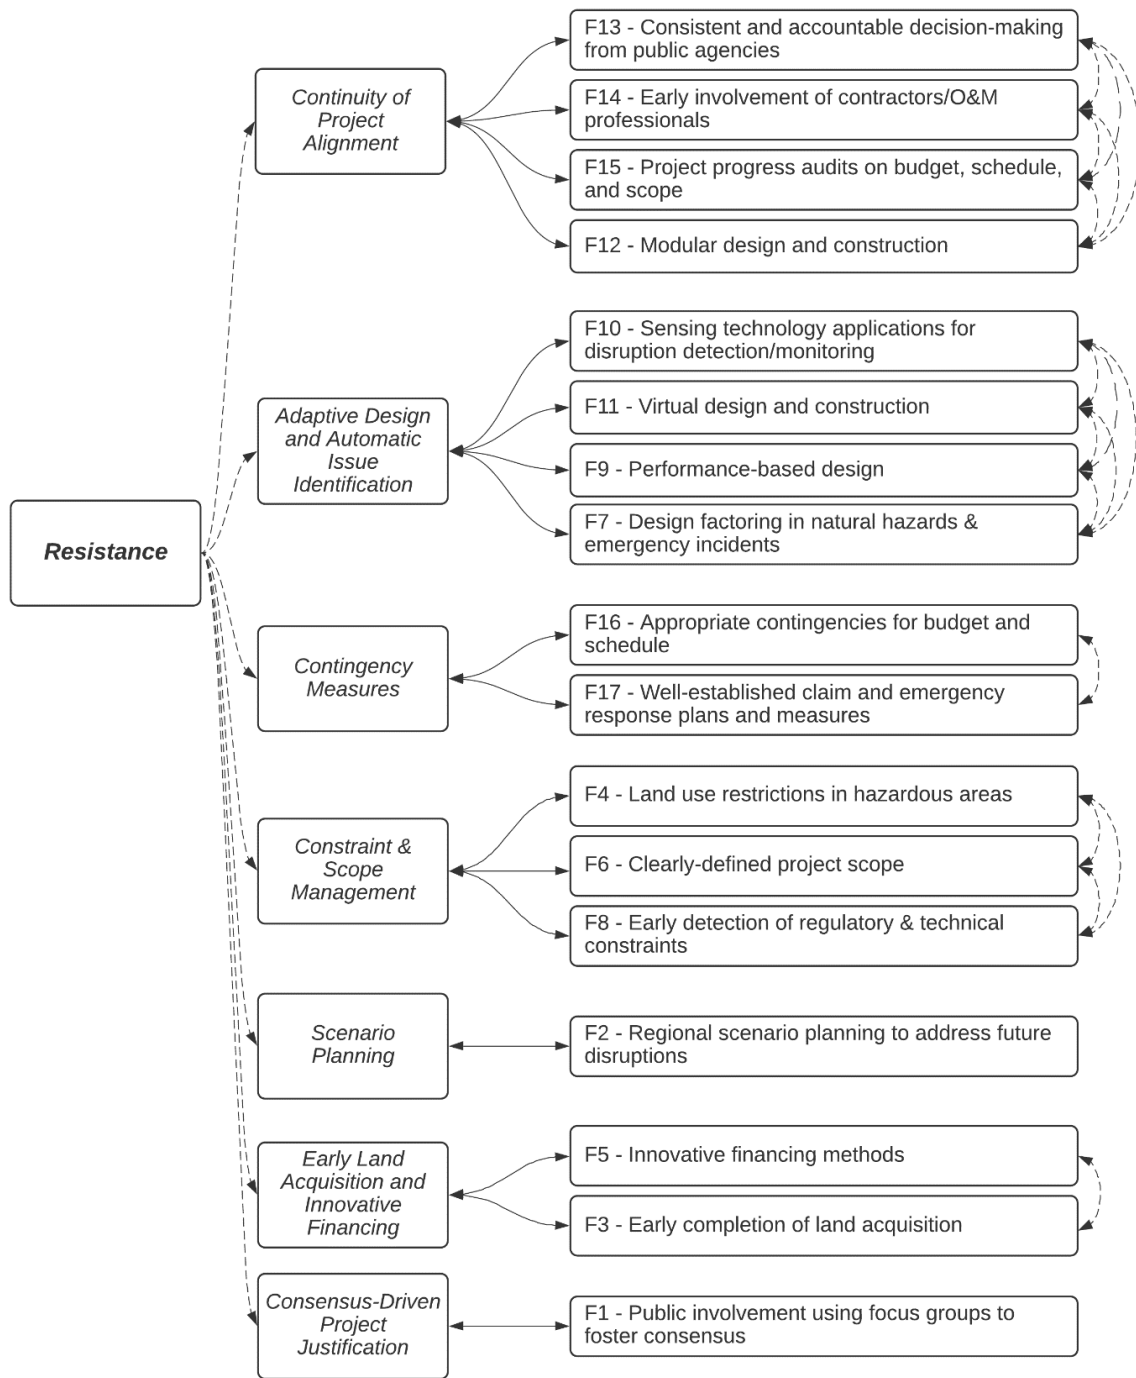 F13 - Consistent and accountable decision-making
from public agencies
Continuity of
Project
Alignment
F14 - Early involvement of contractors/O&M
professionals
F15 - Project progress audits on budget, schedule,
and scope
F12 - Modular design and construction
F10 - Sensing technology applications for
disruption detection/monitoring
Adaptive Design
and Automatic
Issue
Identification
F11 - Virtual design and construction
F9 - Performance-based design
F7 - Design factoring in natural hazards &
emergency incidents
Resistance
F16 - Appropriate contingencies for budget and
schedule
Contingency
Measures
F17 - Well-established claim and emergency
response plans and measures
F4 - Land use restrictions in hazardous areas
Constraint &
Scope
Management
F6 - Clearly-defined project scope
F8 - Early detection of regulatory & technical
constraints
Scenario
Planning
F2 - Regional scenario planning to address future
disruptions
Early Land
Acquisition and
Innovative
Financing
F5 - Innovative financing methods
F3 - Early completion of land acquisition
Consensus-Driven
Project
Justification
F1 - Public involvement using focus groups to
foster consensus